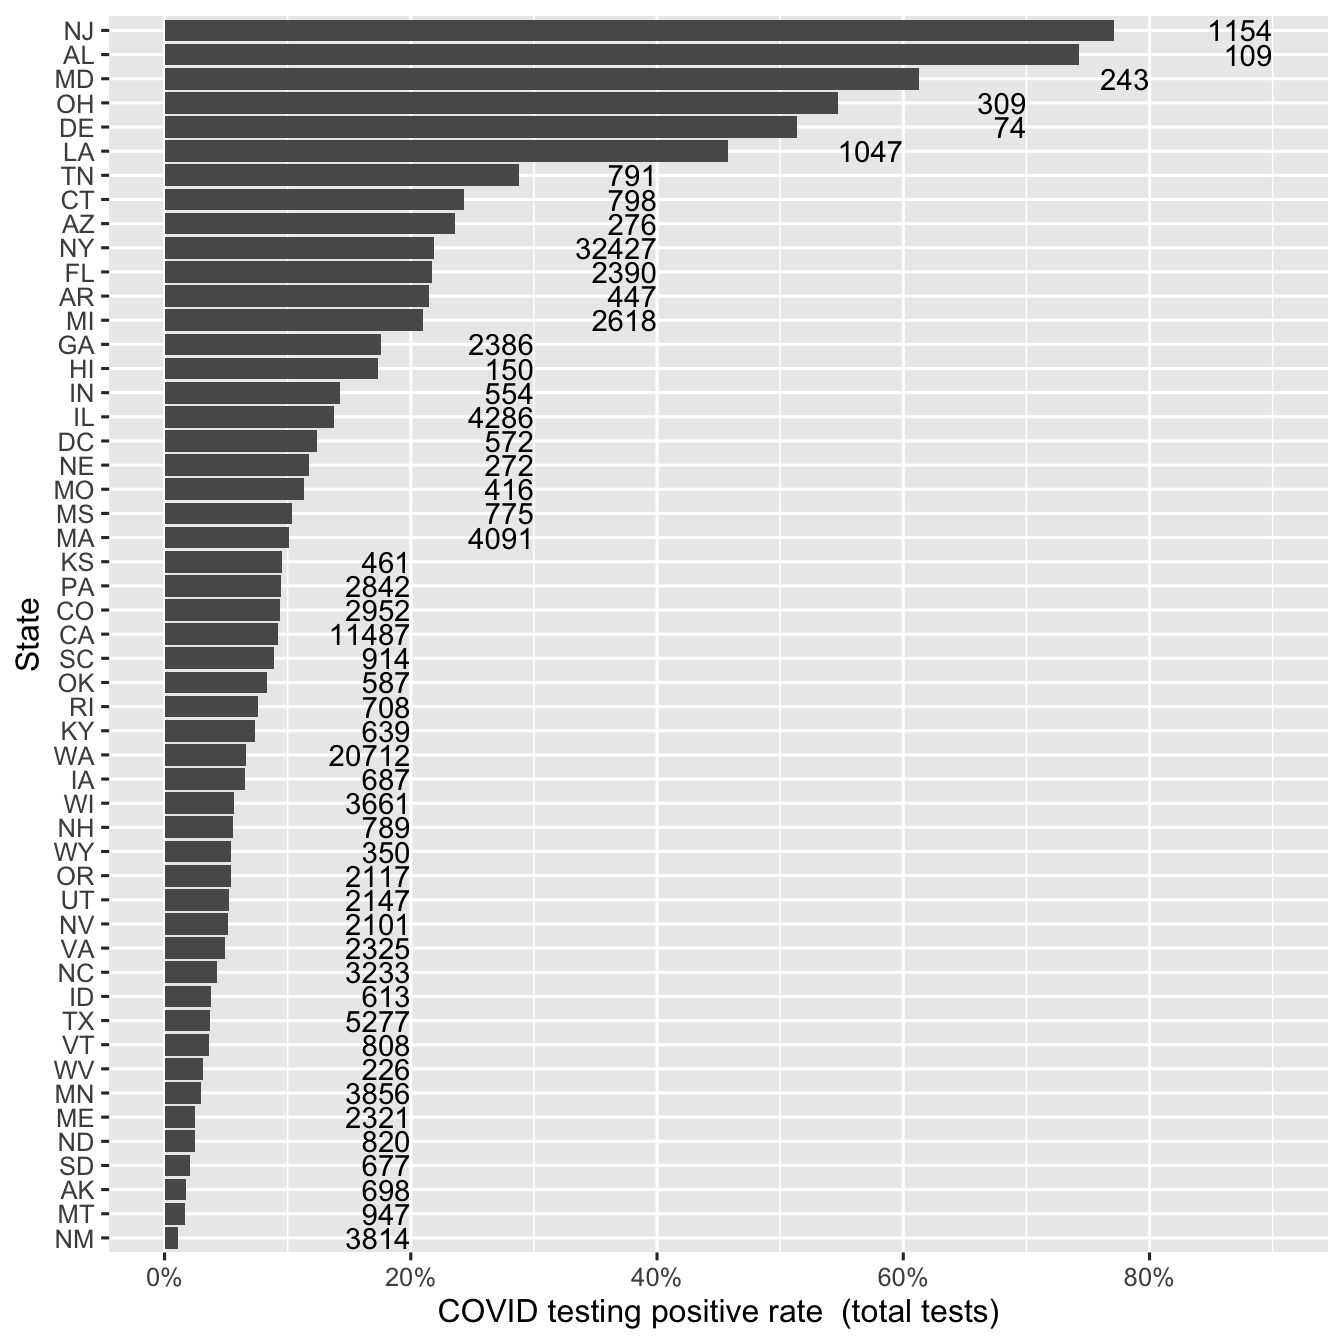 NJ 1154
AL 109
MD 243
OH 309
DE 74
LA 1047
TN 791
CT 798
AZ 276
NY 32427
FL 2390
AR 447
MI 2618
GA 2386
HI 150
IN 554
IL 4286
DC 572
NE 272
MO 416
MS 775
MA 4091
KS 461
PA 2842
CO 2952
CA 11487
SC 914
OK 587
RI 708
KY 639
WA 20712
IA 687
WI 3661
NH 789
WY 350
OR 2117
UT 2147
NV 2101
VA 2325
NC 3233
ID 613
TX 5277
VT 808
WV 226
MN 3856
ME 2321
ND 820
SD 677
AK 698
MT 947
NM 3814
State
0% 20% 40% 60% 80%
COVID testing positive rate  (total tests)